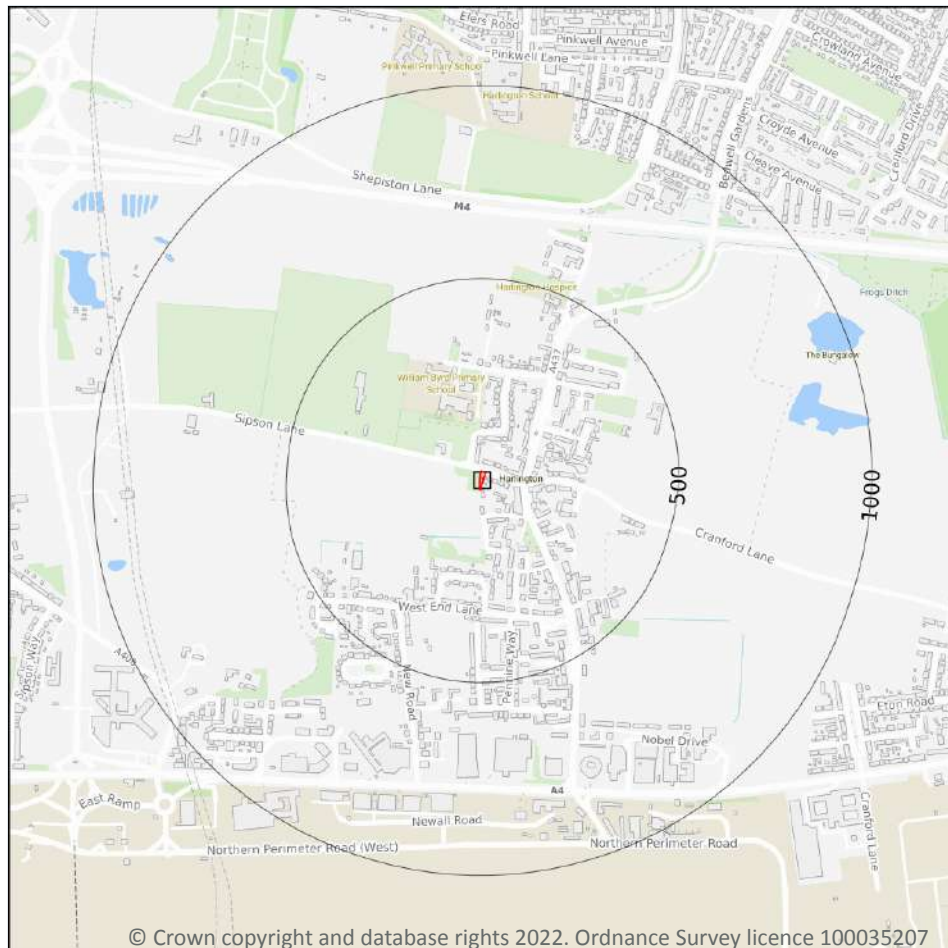 Efers Road
Pinkwell Avenue
Crowland Avenue
Pinkwell Lane
Pinkwell Primary School
Harlington School
Croyde Avenue
Cranford Drive
Bedwell Gardens
Cleave Avenue
Shepiston Lane
M4
Harlington Hospice
Frogs Ditch
The Bungalow
A437
William Byrd Primary
School
Sipson Lane
Harlington
500
1000
Cranford Lane
West End Lane
Pennine Way
New Road
Sipson Way
A408
Eton Road
Nobel Drive
A4
East Ramp
Newall Road
Northern Perimeter Road (West)
Northern Perimeter Road
Cranford Lane
© Crown copyright and database rights 2022. Ordnance Survey licence 100035207